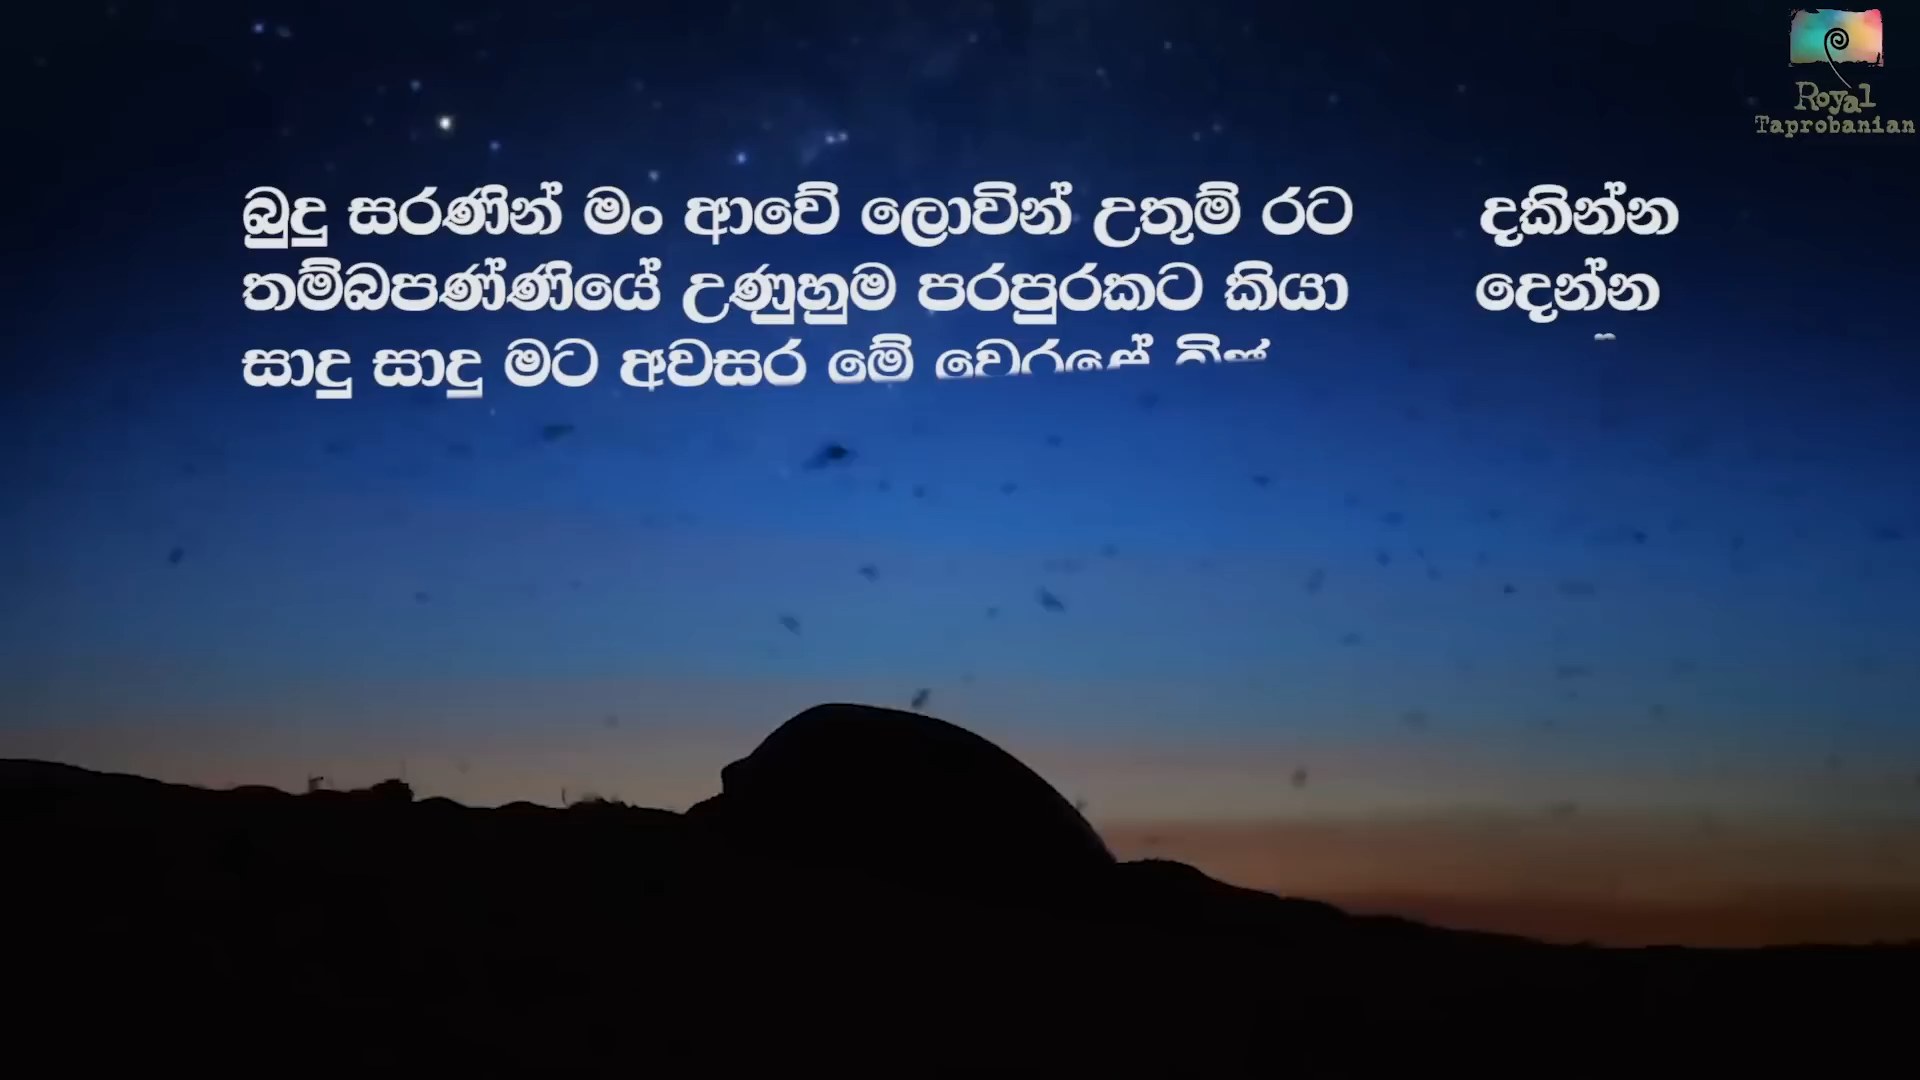 බුදු සරණින් මං ආවේ ලොවින් උතුම් රට දකින්න
තම්බපණ්ණියේ උණුහුම පරපුරකට කියා දෙන්න
සාදු සාදු මට අවසර මේ
Royal
Taprobanian